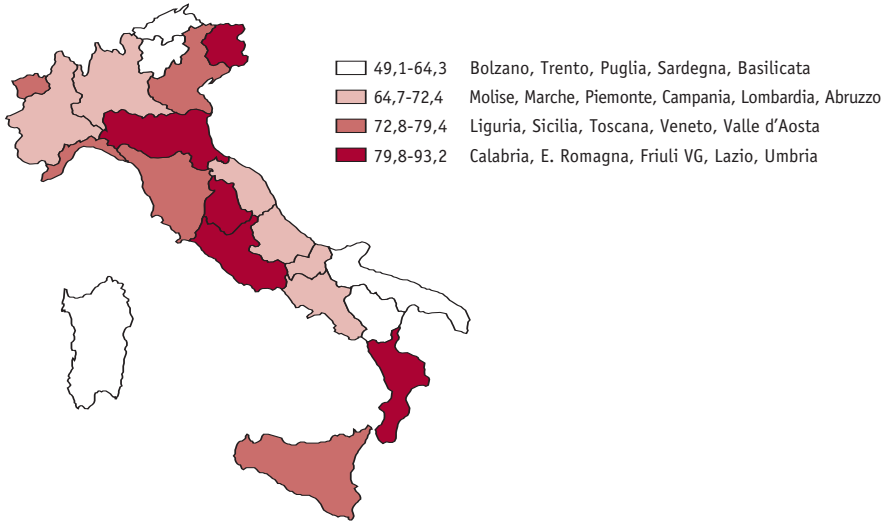 49,1-64,3 Bolzano, Trento, Puglia, Sardegna, Basilicata
64,7-72,4 Molise, Marche, Piemonte, Campania, Lombardia, Abruzzo
72,8-79,4 Liguria, Sicilia, Toscana, Veneto, Valle d'Aosta
79,8-93,2 Calabria, E. Romagna, Friuli VG, Lazio, Umbria